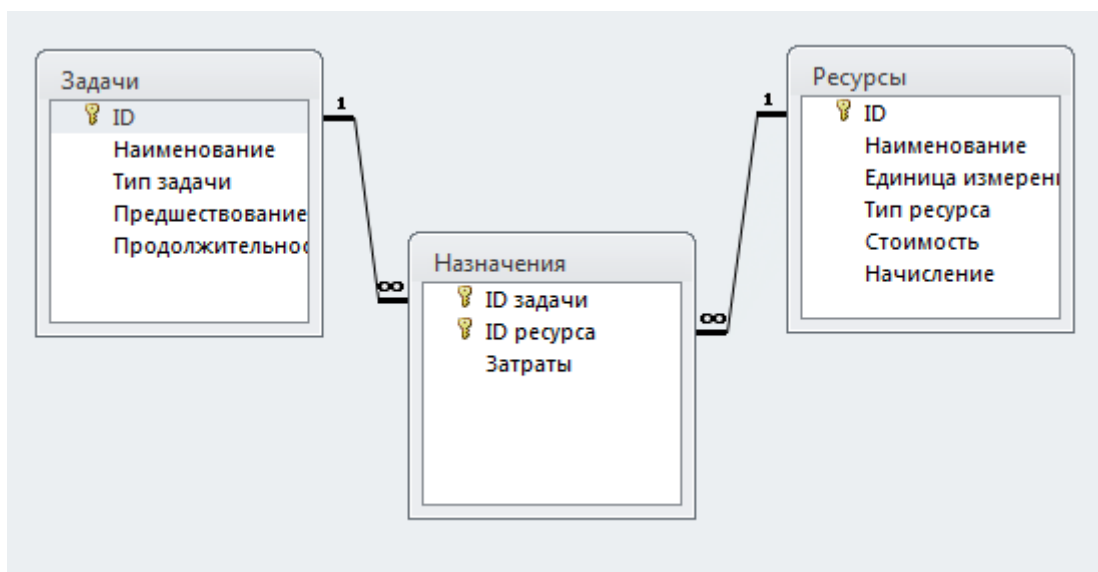 Задачи
ID
Наименование
Тип задачи
Предшествование
Продолжительнос
1
∞
Назначения
ID задачи
ID ресурса
Затраты
∞
1
Ресурсы
ID
Наименование
Единица измерени
Тип ресурса
Стоимость
Начисление